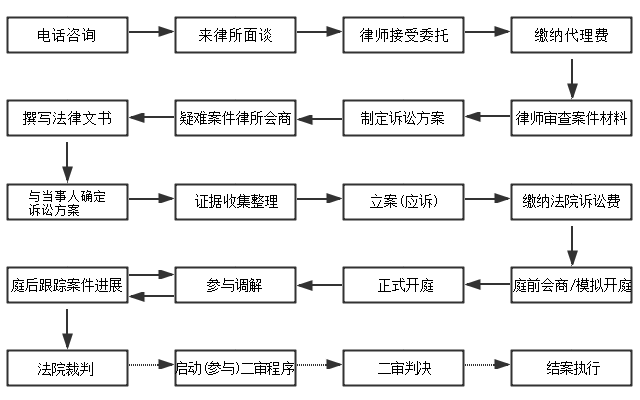 电话咨询
来律所面谈
律师接受委托
缴纳代理费
撰写法律文书
疑难案件律所会商
制定诉讼方案
律师审查案件材料
与当事人确定
诉讼方案
证据收集整理
立案(应诉)
缴纳法院诉讼费
庭后跟踪案件进展
参与调解
正式开庭
庭前会商/模拟开庭
法院裁判
启动(参与)二审程序
二审判决
结案执行